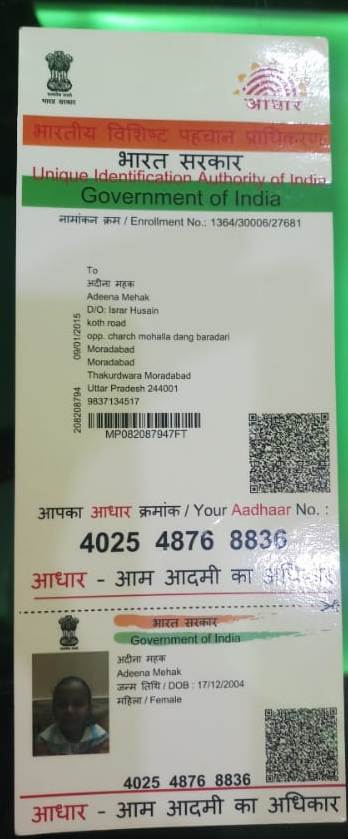 भारत सरकार
आधार
भारतीय विशिष्ट पहचान प्राधिकरण
भारत सरकार
Unique Identification Authority of India
Government of India
नामांकन क्रम / Enrollment No.: 1364/30006/27681
To
अदीना महक
Adeena Mehak
D/O: Israr Husain
koth road
opp. charch mohalla dang baradari
Moradabad
Moradabad
Thakurdwara Moradabad
Uttar Pradesh 244001
9837134517
208208794 09/01/2015
MP082087947FT
आपका आधार क्रमांक / Your Aadhaar No. :
4025 4876 8836
आधार - आम आदमी का अधिकार
भारत सरकार
Government of India
अदीना महक
Adeena Mehak
जन्म तिथि / DOB : 17/12/2004
महिला / Female
4025 4876 8836
आधार - आम आदमी का अधिकार